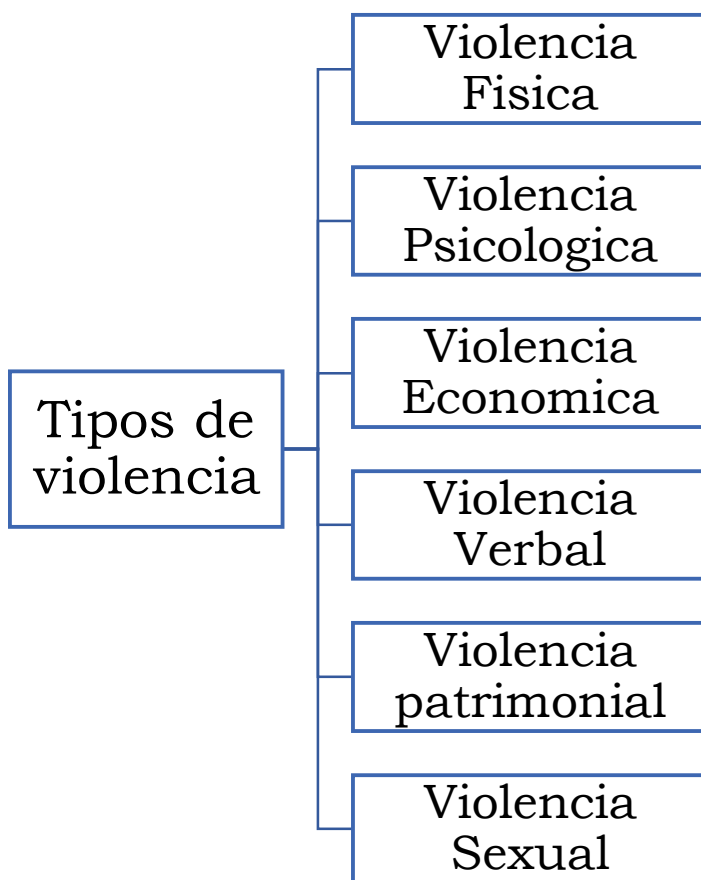 Tipos de
violencia
Violencia
Fisica
Violencia
Psicologica
Violencia
Economica
Violencia
Verbal
Violencia
patrimonial
Violencia
Sexual